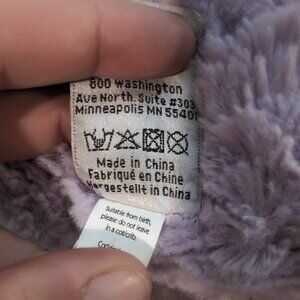 800 Washington
Ave North. Suite #303
Minneapolis MN 55401
Made in China
Fabriqué en Chine
Hergestellt in China
Suitable from birth,
please do not leave
in a cot/crib.